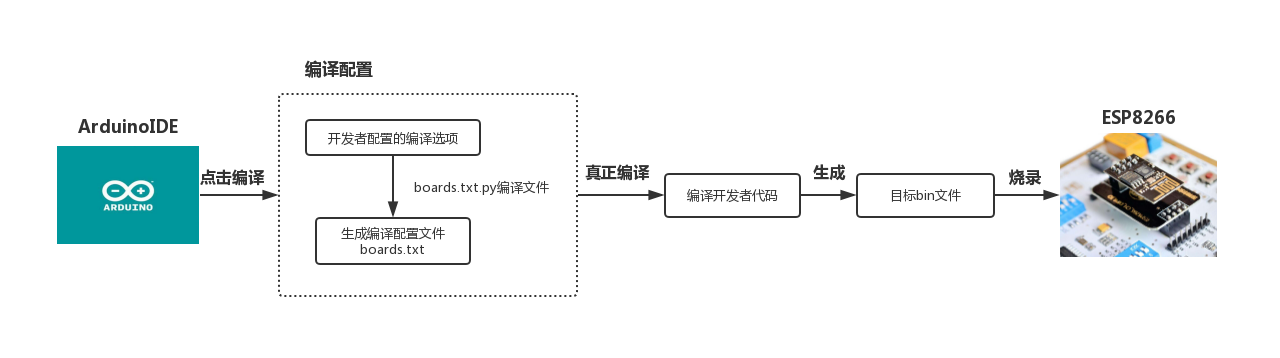 编译配置
ArduinoIDE
ARDUINO
点击编译
开发者配置的编译选项
boards.txt.py编译文件
生成编译配置文件
boards.txt
真正编译
编译开发者代码
生成
目标bin文件
烧录
ESP8266